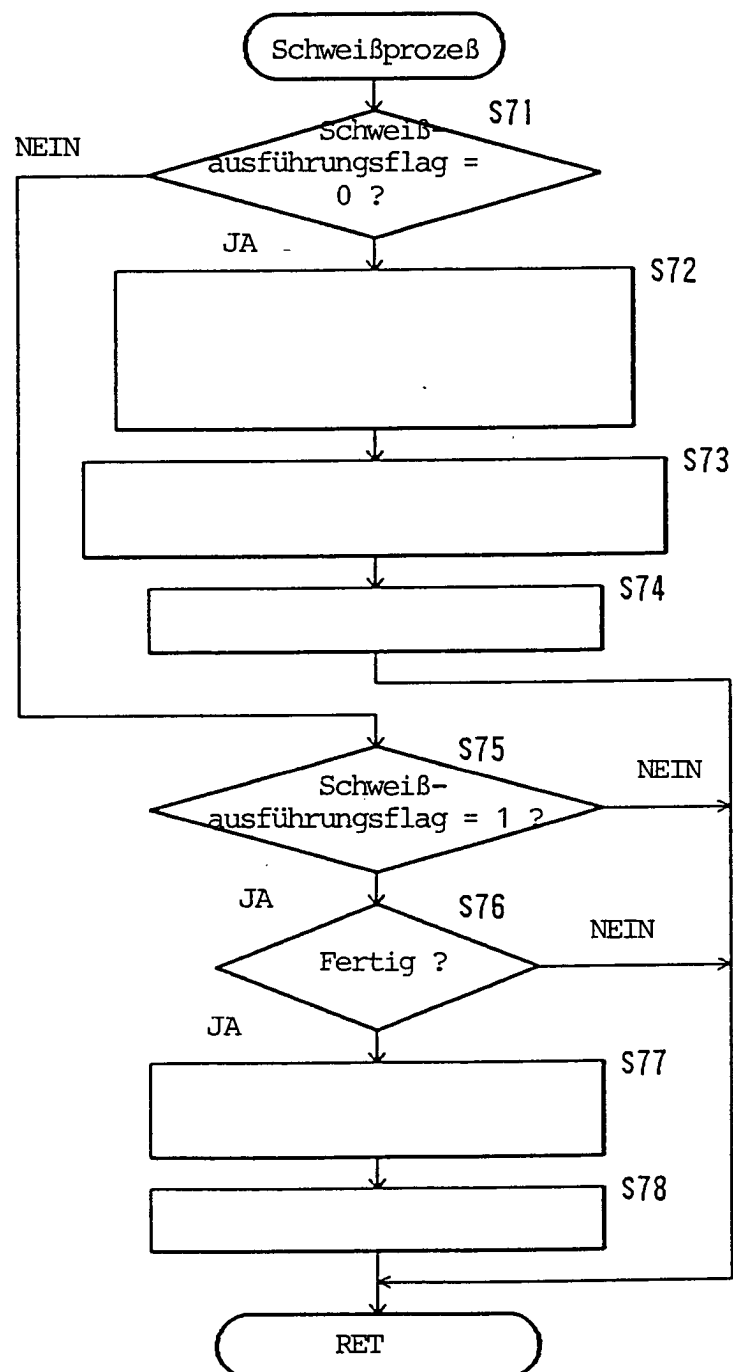 Schweißprozeß
S71
NEIN
Schweiß-
ausführungsflag =
0 ?
JA
S72
S73
S74
S75
NEIN
Schweiß-
ausführungsflag = 1 ?
JA
S76
NEIN
Fertig ?
JA
S77
S78
RET